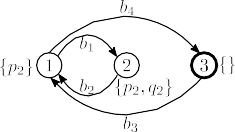 b₄
b₁
{p₂} 1 2 3 {}
b₂ {p₂, q₂}
b₃